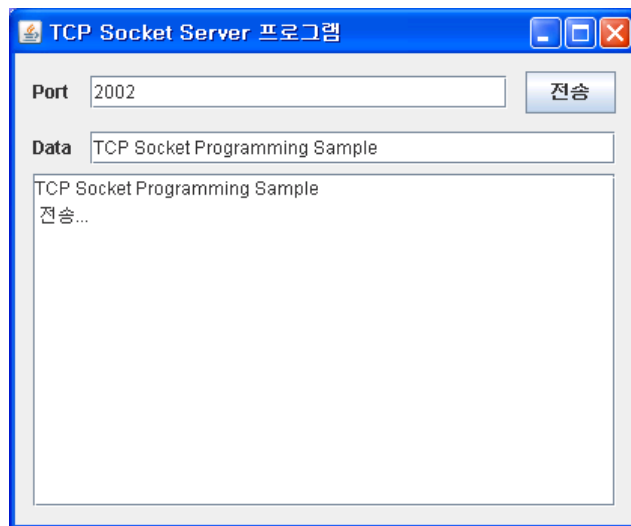 TCP Socket Server 프로그램
Port 2002 전송
Data TCP Socket Programming Sample
TCP Socket Programming Sample
전송...